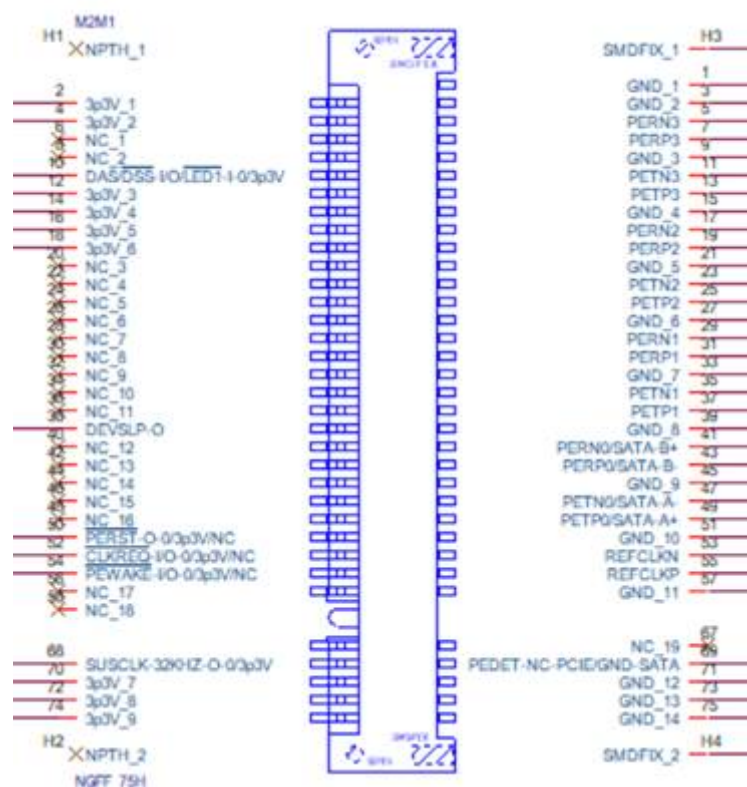 M2M1
H1
NPTH_1
2
3p3V_1
4
3p3V_2
6
NC_1
8
NC_2
10
DAS/DSS-I/O/LED1-I-0/3p3V
12
3p3V_3
14
3p3V_4
16
3p3V_5
18
3p3V_6
20
NC_3
22
NC_4
24
NC_5
26
NC_6
28
NC_7
30
NC_8
32
NC_9
34
NC_10
36
NC_11
38
DEVSLP-O
40
NC_12
42
NC_13
44
NC_14
46
NC_15
48
NC_16
50
PERST-O-0/3p3V/NC
52
CLKREQ-I/O-0/3p3V/NC
54
PEWAKE-I/O-0/3p3V/NC
56
NC_17
58
NC_18
68
SUSCLK-32KHZ-O-0/3p3V
70
3p3V_7
72
3p3V_8
74
3p3V_9
H2
NPTH_2
NGFF_75H
H3
SMDFIX_1
1
GND_1
3
GND_2
5
PERN3
7
PERP3
9
GND_3
11
PETN3
13
PETP3
15
GND_4
17
PERN2
19
PERP2
21
GND_5
23
PETN2
25
PETP2
27
GND_6
29
PERN1
31
PERP1
33
GND_7
35
PETN1
37
PETP1
39
GND_8
41
PERN0/SATA-B+
43
PERP0/SATA-B-
45
GND_9
47
PETN0/SATA-A-
49
PETP0/SATA-A+
51
GND_10
53
REFCLKN
55
REFCLKP
57
GND_11
67
NC_19
69
PEDET-NC-PCIE/GND-SATA
71
GND_12
73
GND_13
75
GND_14
H4
SMDFIX_2